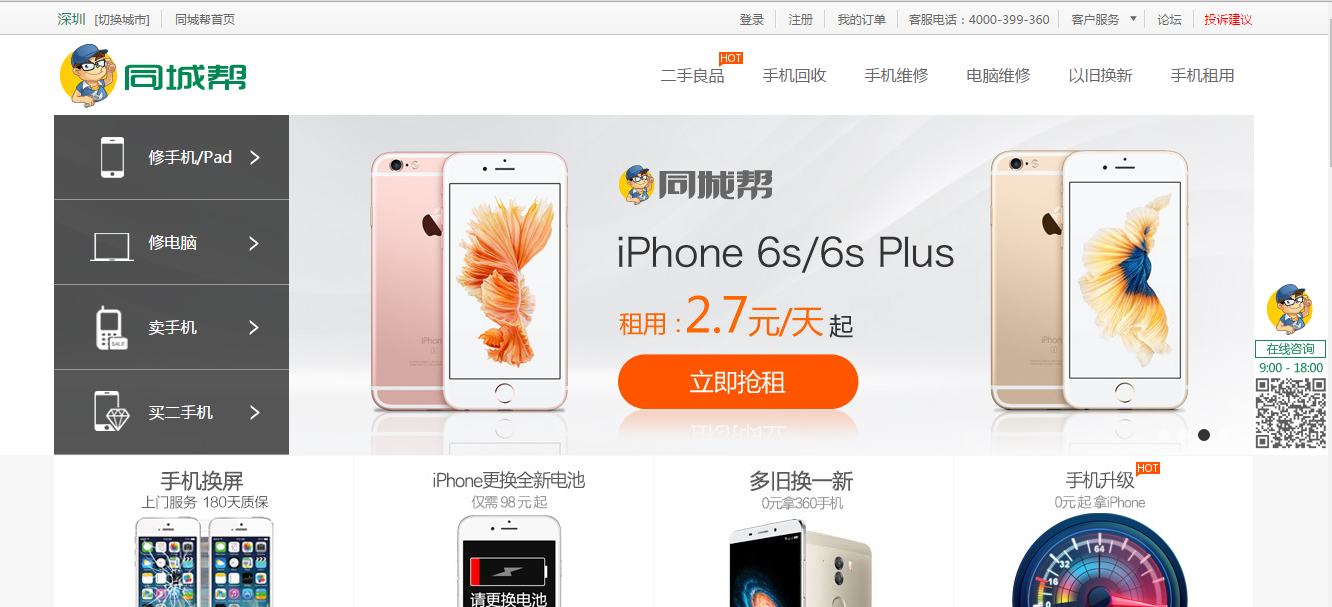 深圳 [切换城市] 同城帮首页 登录 注册 我的订单 客服电话：4000-399-360 客户服务 论坛 投诉建议
同城帮
HOT
二手良品 手机回收 手机维修 电脑维修 以旧换新 手机租用
修手机/Pad
修电脑
SALE
卖手机
买二手机
同城帮
iPhone 6s/6s Plus
租用：2.7元/天 起
立即抢租
在线咨询
9:00 - 18:00
手机换屏
上门服务 180天质保
iPhone更换全新电池
仅需 98 元 起
请更换电池
多旧换一新
0元拿360手机
HOT
手机升级
0元 起 拿iPhone
64
32
16
0